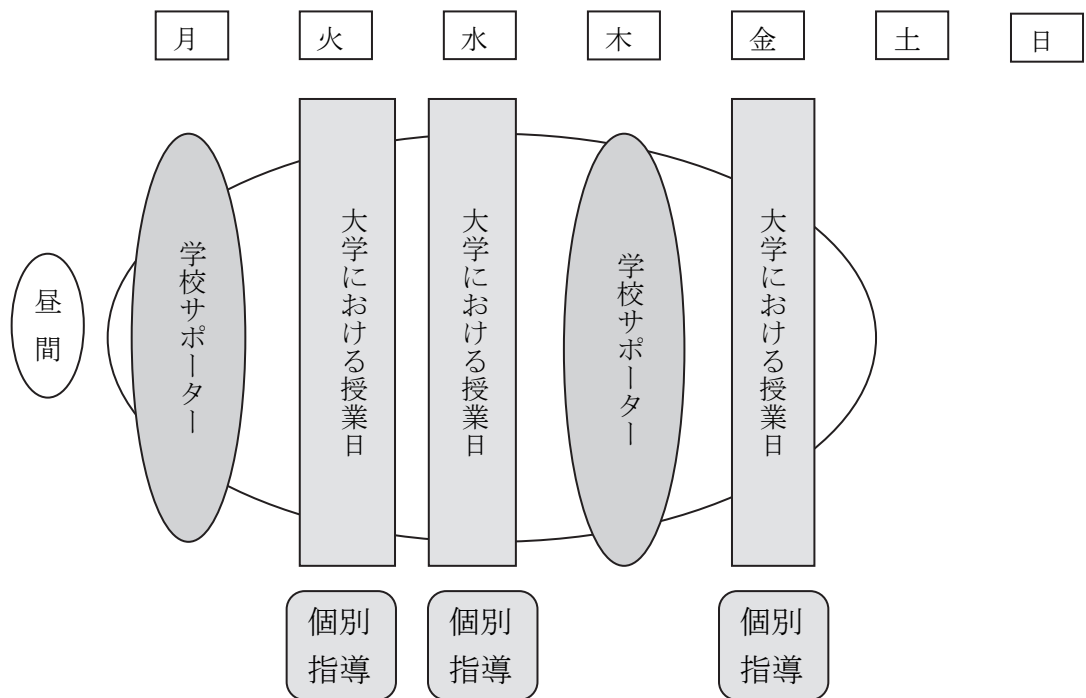 月
火
水
木
金
土
日
昼
間
学校サポーター
大学における授業日
大学における授業日
学校サポーター
大学における授業日
個別
指導
個別
指導
個別
指導